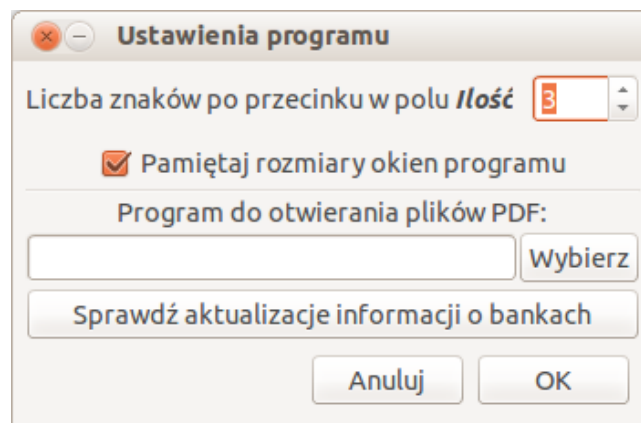 Ustawienia programu
Liczba znaków po przecinku w polu Ilość 3
Pamiętaj rozmiary okien programu
Program do otwierania plików PDF:
Wybierz
Sprawdź aktualizacje informacji o bankach
Anuluj OK